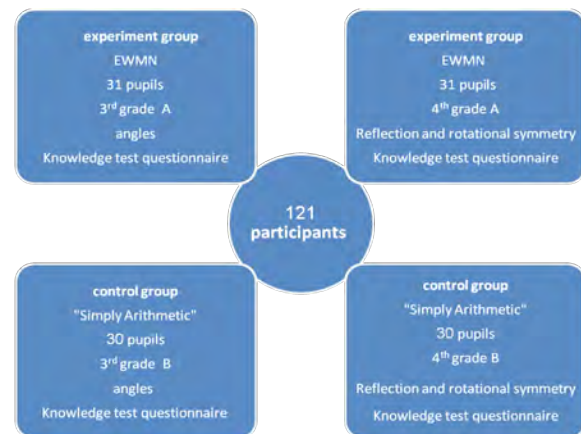 experiment group
EWMN
31 pupils
3rd grade A
angles
Knowledge test questionnaire
experiment group
EWMN
31 pupils
4th grade A
Reflection and rotational symmetry
Knowledge test questionnaire
121
participants
control group
"Simply Arithmetic"
30 pupils
3rd grade B
angles
Knowledge test questionnaire
control group
"Simply Arithmetic"
30 pupils
4th grade B
Reflection and rotational symmetry
Knowledge test questionnaire